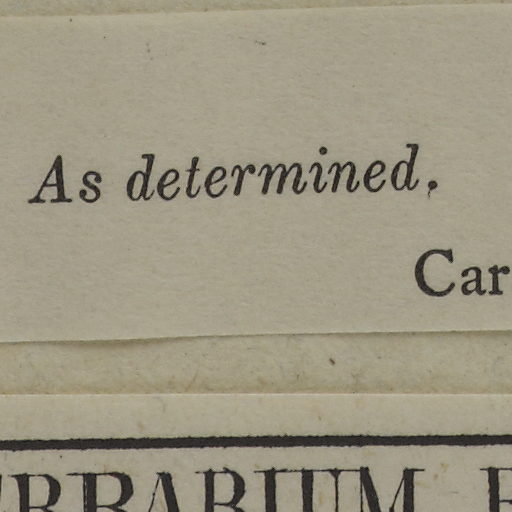 As determined.
Car